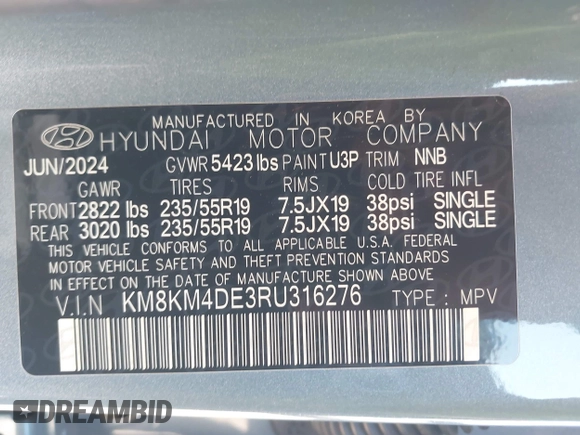 MANUFACTURED IN KOREA BY
HYUNDAI MOTOR COMPANY
JUN/2024 GVWR 5423 lbs PAINT U3P TRIM NNB
GAWR TIRES RIMS COLD TIRE INFL
FRONT 2822 lbs 235/55R19 7.5JX19 38psi SINGLE
REAR 3020 lbs 235/55R19 7.5JX19 38psi SINGLE
THIS VEHICLE CONFORMS TO ALL APPLICABLE U.S.A. FEDERAL
MOTOR VEHICLE SAFETY AND THEFT PREVENTION STANDARDS
IN EFFECT ON THE DATE OF MANUFACTURE SHOWN ABOVE
V.I.N KM8KM4DE3RU316276 TYPE : MPV
DREAMBID